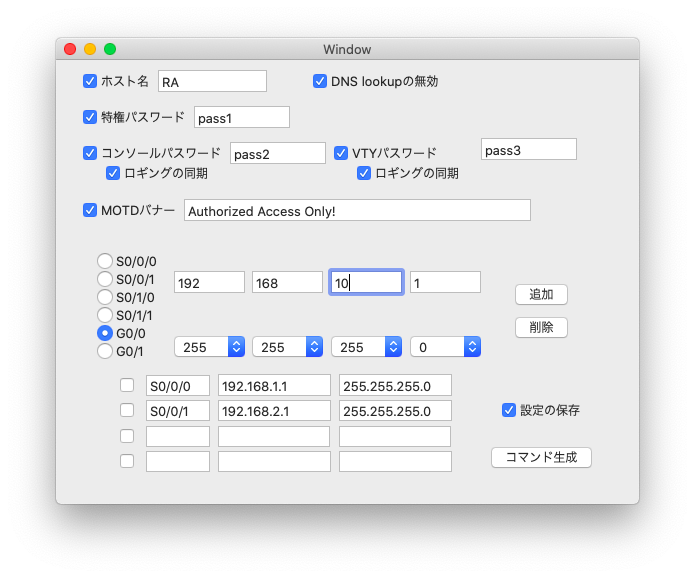 Window
ホスト名 RA DNS lookupの無効
特権パスワード pass1
コンソールパスワード pass2 VTYパスワード pass3
ロギングの同期 ロギングの同期
MOTDバナー Authorized Access Only!
S0/0/0
S0/0/1
S0/1/0
S0/1/1
G0/0
G0/1
192 168 10 1
追加
削除
255 255 255 0
S0/0/0 192.168.1.1 255.255.255.0
S0/0/1 192.168.2.1 255.255.255.0
設定の保存
コマンド生成